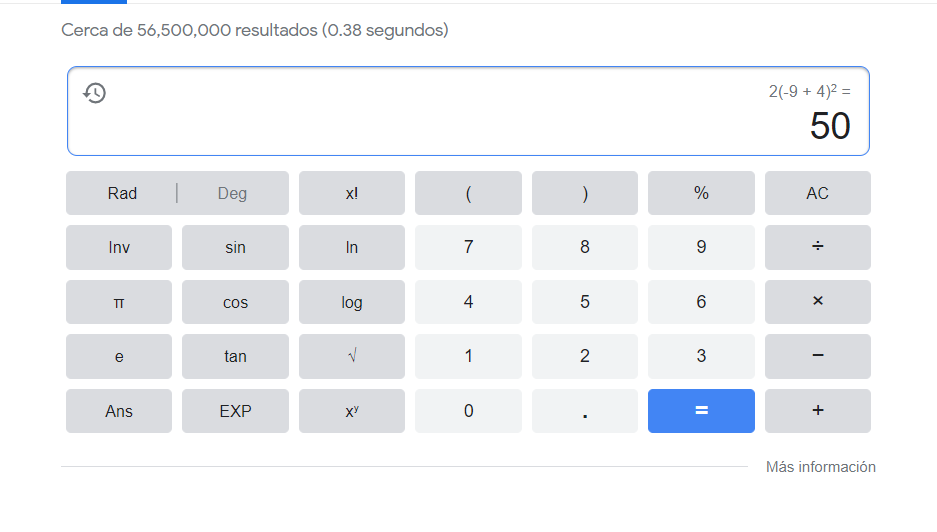 Cerca de 56,500,000 resultados (0.38 segundos)
2(-9 + 4)² =
50
Rad | Deg x! ( ) % AC
Inv sin ln 7 8 9 ÷
π cos log 4 5 6 ×
e tan √ 1 2 3 −
Ans EXP xʸ 0 . = +
Más información